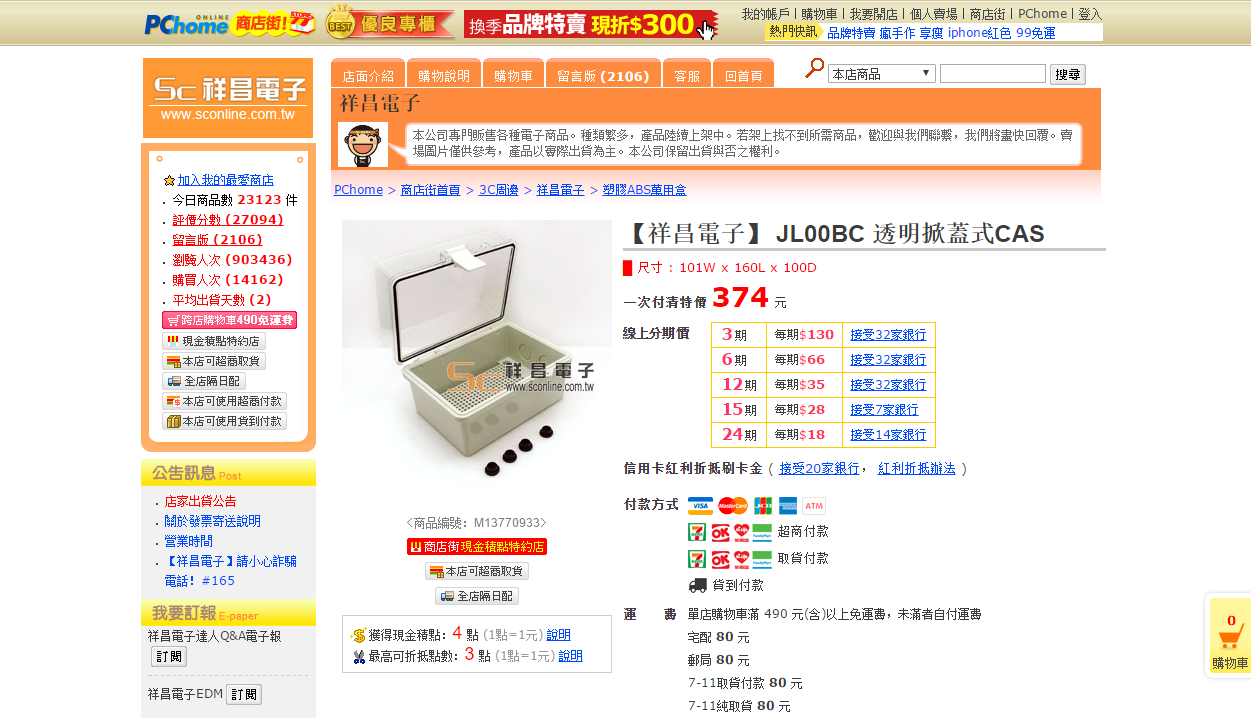 PChome ONLINE 商店街!
BEST 優良專櫃
換季品牌特賣 現折$300
我的帳戶 | 購物車 | 我要開店 | 個人賣場 | 商店街 | PChome | 登入
熱門快訊 品牌特賣 瘋手作 享瘦 iphone紅色 99免運
SC 祥昌電子
www.sconline.com.tw
店面介紹 購物說明 購物車 留言版 (2106) 客服 回首頁
本店商品 搜尋
祥昌電子
本公司專門販售各種電子商品。種類繁多，產品陸續上架中。若架上找不到所需商品，歡迎與我們聯繫，我們將盡快回覆。賣
場圖片僅供參考，產品以實際出貨為主。本公司保留出貨與否之權利。
加入我的最愛商店
今日商品數 23123 件
評價分數 (27094)
留言版 (2106)
瀏覽人次 (903436)
購買人次 (14162)
平均出貨天數 (2)
跨店購物車490免運費
現金積點特約店
本店可超商取貨
全店隔日配
本店可使用超商付款
本店可使用貨到付款
公告訊息 Post
店家出貨公告
關於發票寄送說明
營業時間
【祥昌電子】請小心詐騙
電話! #165
我要訂報 E-paper
祥昌電子達人Q&A電子報
訂閱
祥昌電子EDM 訂閱
PChome > 商店街首頁 > 3C周邊 > 祥昌電子 > 塑膠ABS萬用盒
SC 祥昌電子
www.sconline.com.tw
<商品編號: M13770933>
商店街現金積點特約店
本店可超商取貨
全店隔日配
獲得現金積點: 4 點 (1點=1元) 說明
最高可折抵點數: 3 點 (1點=1元) 說明
【祥昌電子】 JL00BC 透明掀蓋式CAS
尺寸 : 101W x 160L x 100D
一次付清特價 374 元
線上分期價
3期 每期$130 接受32家銀行
6期 每期$66 接受32家銀行
12期 每期$35 接受32家銀行
15期 每期$28 接受7家銀行
24期 每期$18 接受14家銀行
信用卡紅利折抵刷卡金 ( 接受20家銀行， 紅利折抵辦法 )
付款方式 VISA MasterCard JCB ATM
OK FamilyMart 超商付款
OK FamilyMart 取貨付款
貨到付款
運 費 單店購物車滿 490 元(含)以上免運費，未滿者自付運費
宅配 80 元
郵局 80 元
7-11取貨付款 80 元
7-11純取貨 80 元
0
購物車